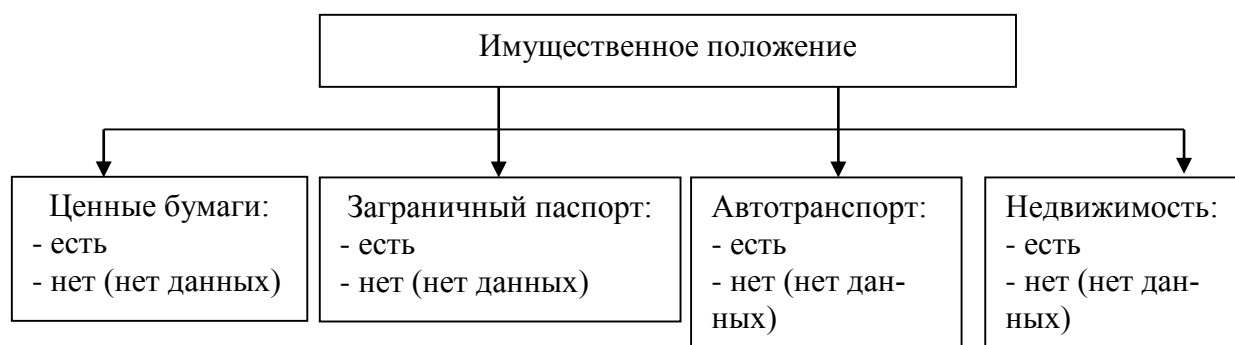 Имущественное положение
Ценные бумаги:
- есть
- нет (нет данных)
Заграничный паспорт:
- есть
- нет (нет данных)
Автотранспорт:
- есть
- нет (нет дан-
ных)
Недвижимость:
- есть
- нет (нет дан-
ных)